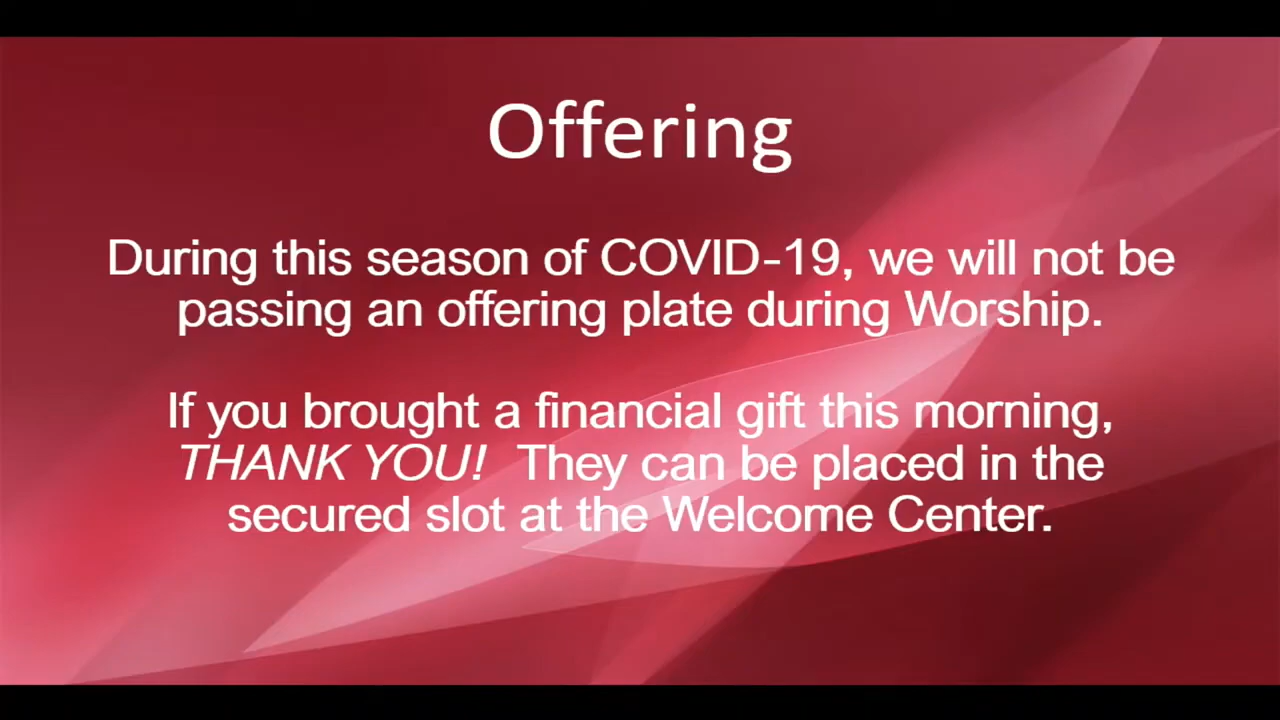 Offering
During this season of COVID-19, we will not be
passing an offering plate during Worship.
If you brought a financial gift this morning,
THANK YOU!  They can be placed in the
secured slot at the Welcome Center.